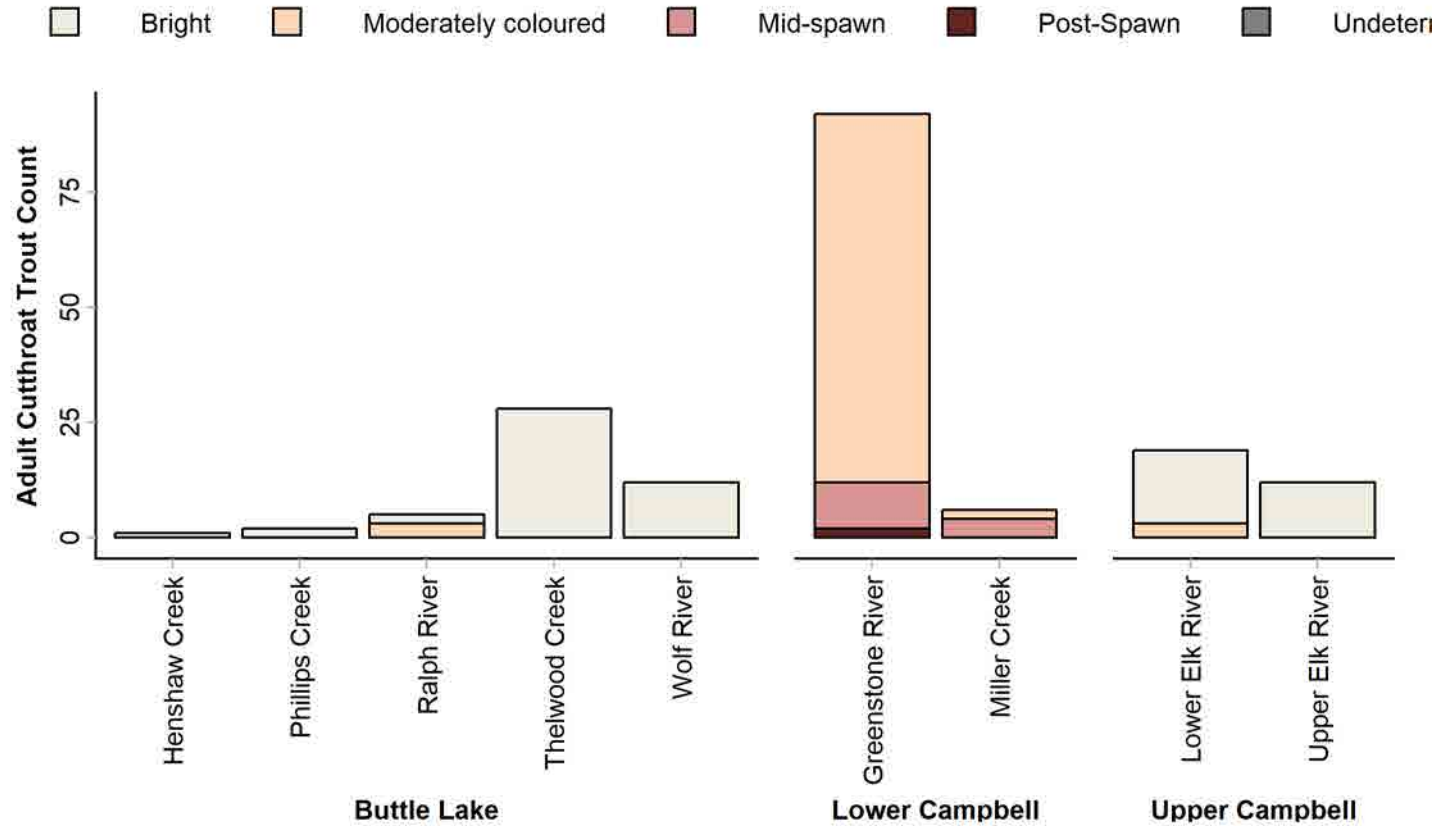 Bright Moderately coloured Mid-spawn Post-Spawn Undeterr
Adult Cutthroat Trout Count
75
50
25
0
Henshaw Creek
Phillips Creek
Ralph River
Thelwood Creek
Wolf River
Greenstone River
Miller Creek
Lower Elk River
Upper Elk River
Buttle Lake Lower Campbell Upper Campbell